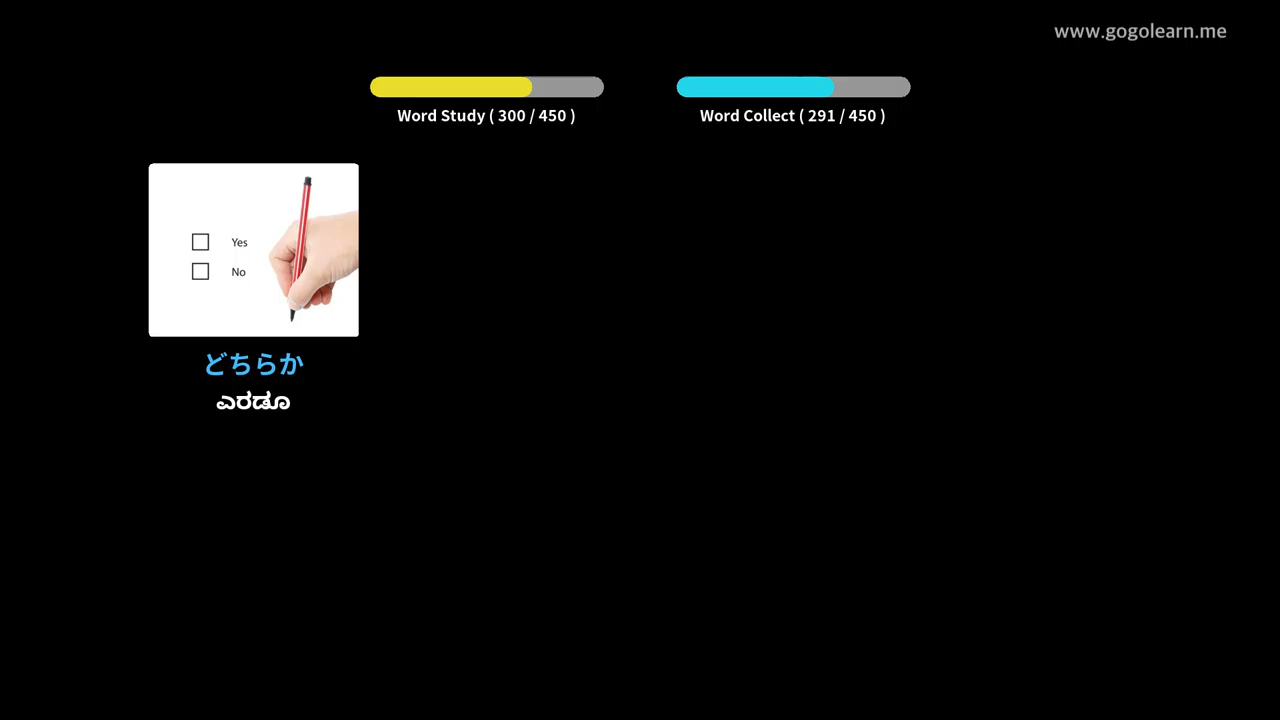 www.gogolearn.me
Word Study ( 300 / 450 )
Word Collect ( 291 / 450 )
Yes
No
どちらか
ಎರಡೂ